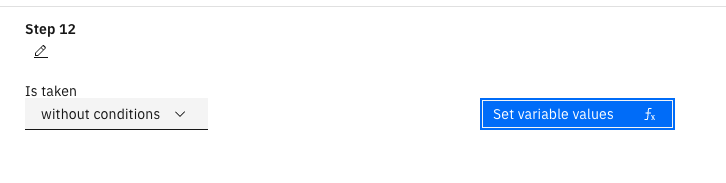 Step 12
Is taken
without conditions
Set variable values